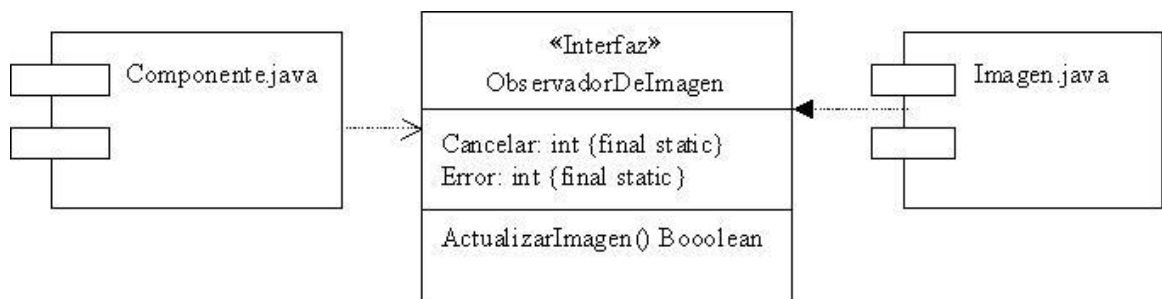 Componente.java
«Interfaz»
ObservadorDeImagen
Cancelar: int {final static}
Error: int {final static}
ActualizarImagen() Booolean
Imagen.java